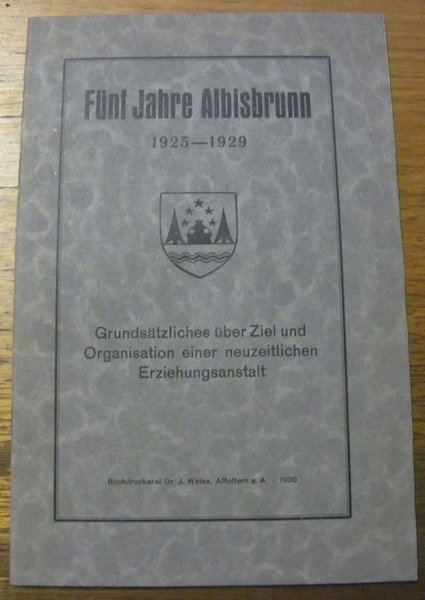 Fünf Jahre Albisbrunn
1925—1929
Grundsätzliches über Ziel und
Organisation einer neuzeitlichen
Erziehungsanstalt
Buchdruckerei Dr. J. Weiss, Affoltern a. A. - 1930